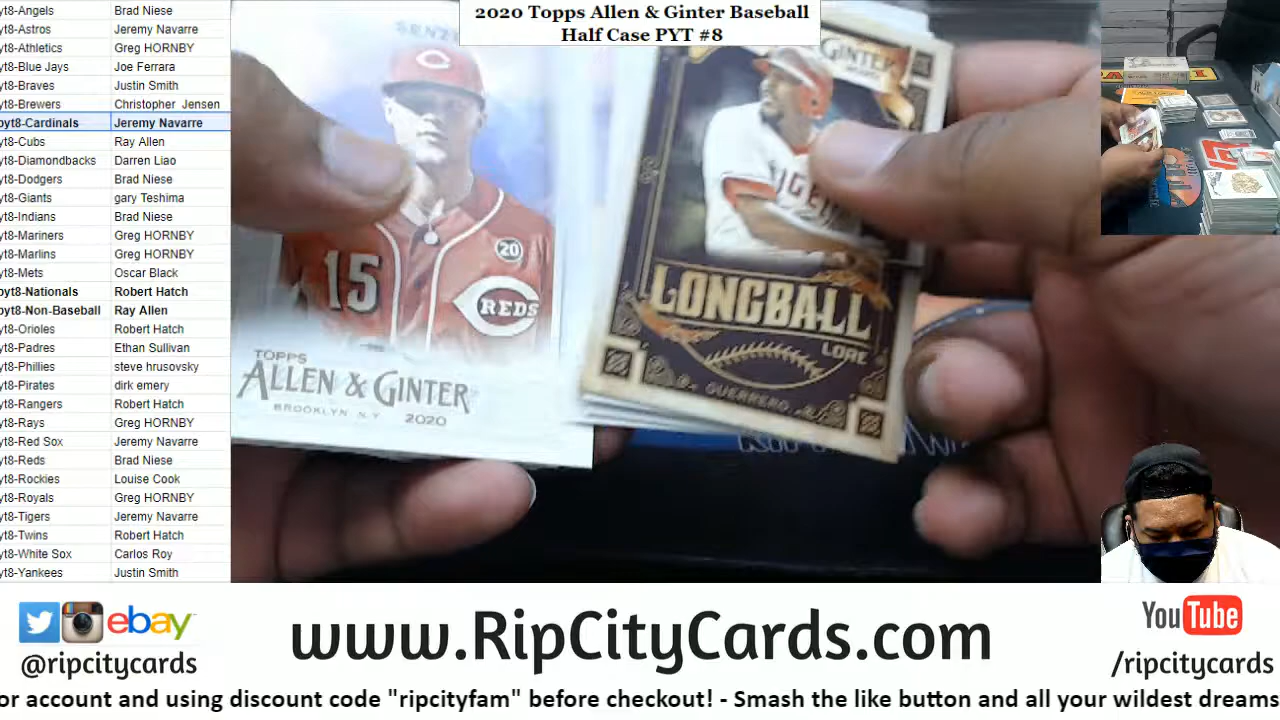 2020 Topps Allen & Ginter Baseball
Half Case PYT #8
yt8-Angels Brad Niese
yt8-Astros Jeremy Navarre
yt8-Athletics Greg HORNBY
yt8-Blue Jays Joe Ferrara
yt8-Braves Justin Smith
yt8-Brewers Christopher Jensen
pyt8-Cardinals Jeremy Navarre
yt8-Cubs Ray Allen
yt8-Diamondbacks Darren Liao
yt8-Dodgers Brad Niese
yt8-Giants gary Teshima
yt8-Indians Brad Niese
yt8-Mariners Greg HORNBY
yt8-Marlins Greg HORNBY
yt8-Mets Oscar Black
pyt8-Nationals Robert Hatch
pyt8-Non-Baseball Ray Allen
yt8-Orioles Robert Hatch
yt8-Padres Ethan Sullivan
yt8-Phillies steve hrusovsky
yt8-Pirates dirk emery
yt8-Rangers Robert Hatch
yt8-Rays Greg HORNBY
yt8-Red Sox Jeremy Navarre
yt8-Reds Brad Niese
yt8-Rockies Louise Cook
yt8-Royals Greg HORNBY
yt8-Tigers Jeremy Navarre
yt8-Twins Robert Hatch
yt8-White Sox Carlos Roy
yt8-Yankees Justin Smith
SENZE
20
15
REDS
TOPPS
ALLEN & GINTER
BROOKLYN N.Y.
2020
GINTER
LONGBALL
LORE
GUERRERO
ebay
@ripcitycards
www.RipCityCards.com
YouTube
/ripcitycards
or account and using discount code "ripcityfam" before checkout! - Smash the like button and all your wildest dreams